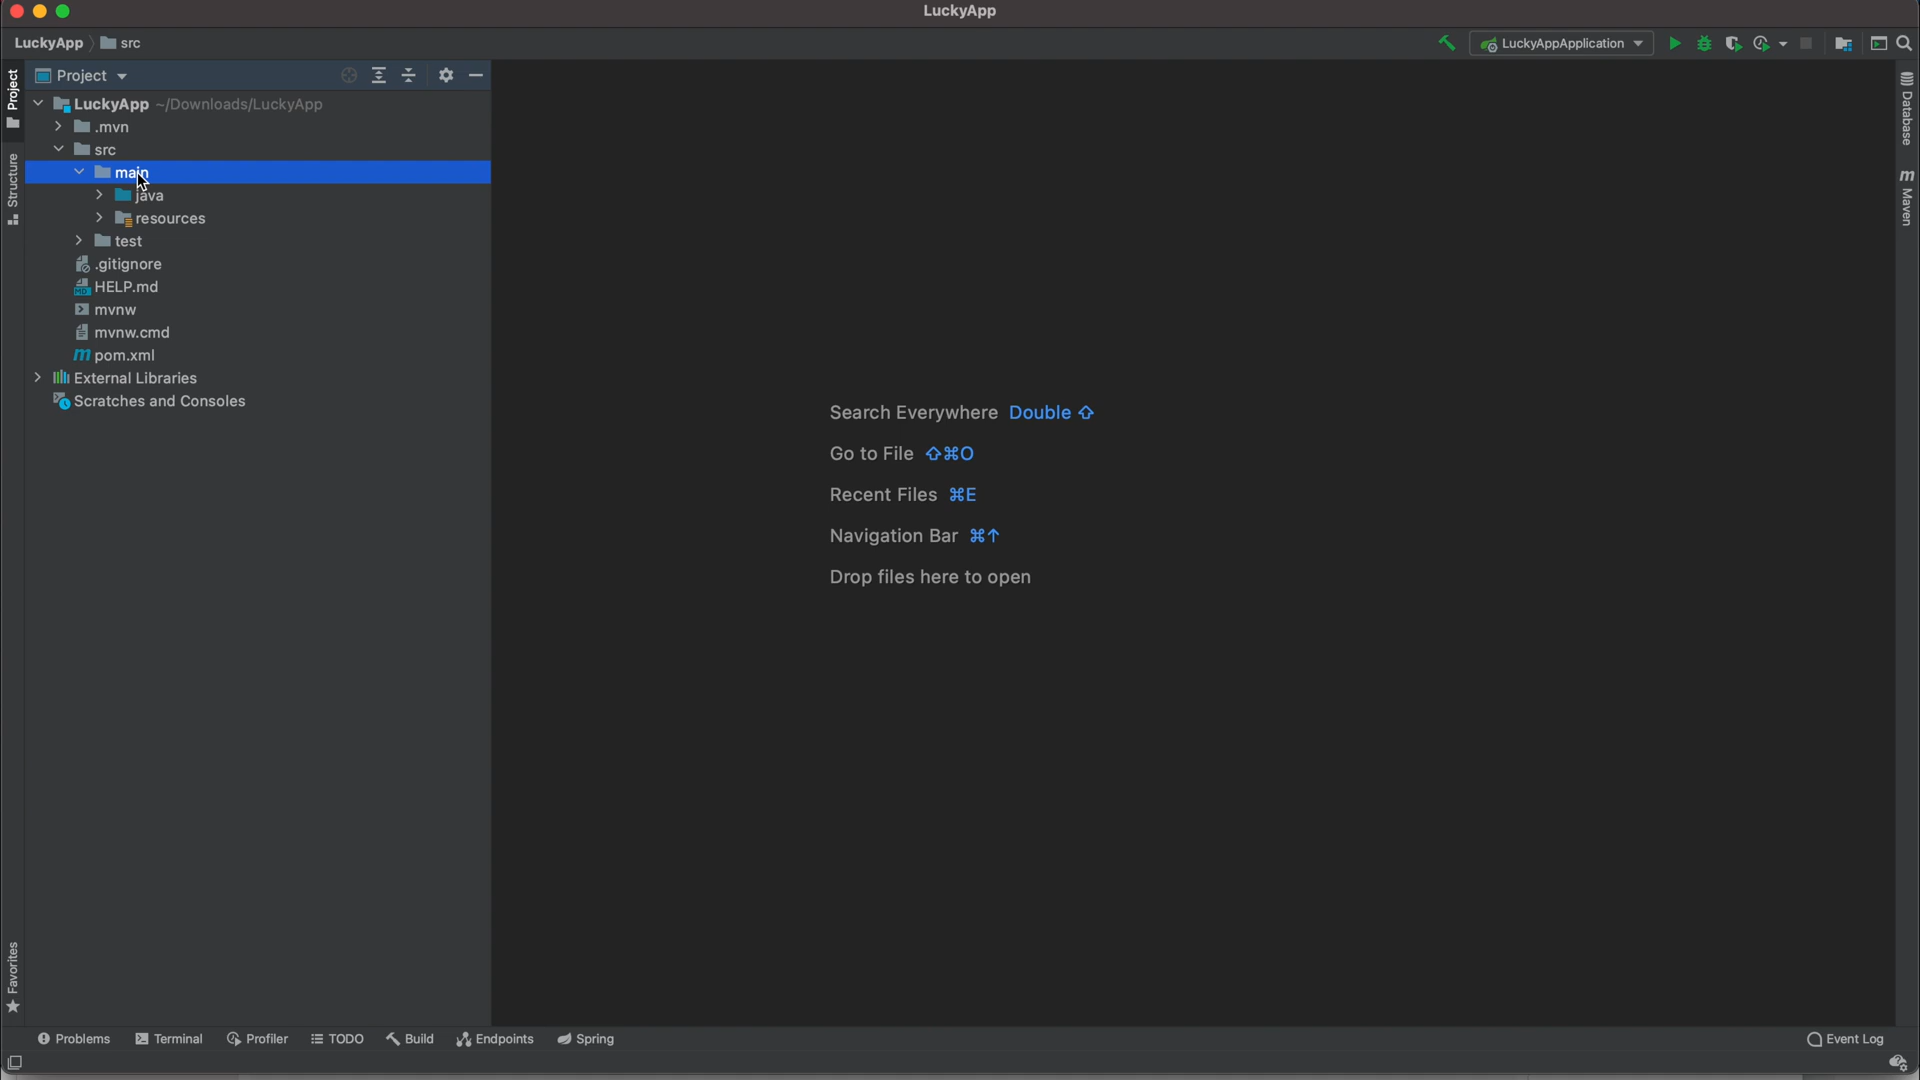 LuckyApp
LuckyApp src
LuckyAppApplication
Project
Project
Structure
Favorites
LuckyApp ~/Downloads/LuckyApp
.mvn
src
main
java
resources
test
.gitignore
HELP.md
mvnw
mvnw.cmd
pom.xml
External Libraries
Scratches and Consoles
Search Everywhere Double ⇧
Go to File ⇧⌘O
Recent Files ⌘E
Navigation Bar ⌘↑
Drop files here to open
Database
Maven
Problems Terminal Profiler TODO Build Endpoints Spring Event Log